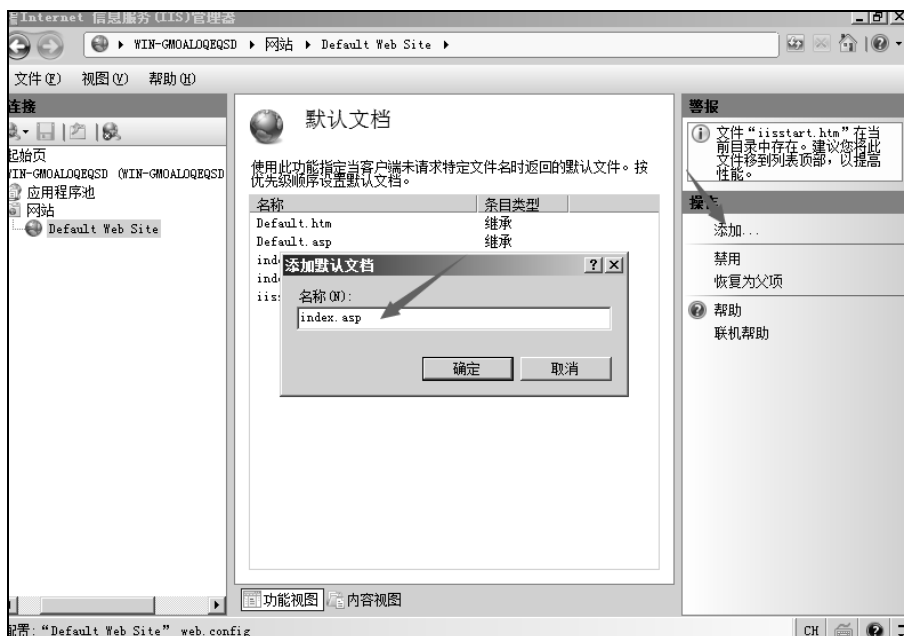 Internet 信息服务(IIS)管理器
WIN-GMOALOQEQSD ▸ 网站 ▸ Default Web Site ▸
文件(F) 视图(V) 帮助(H)
连接
起始页
WIN-GMOALOQEQSD (WIN-GMOALOQEQSD
应用程序池
网站
Default Web Site
默认文档
使用此功能指定当客户端未请求特定文件名时返回的默认文件。按
优先级顺序设置默认文档。
名称 条目类型
Default.htm 继承
Default.asp 继承
ind
ind
iis
添加默认文档
名称(N):
index.asp
确定 取消
功能视图 内容视图
警报
文件“iisstart.htm”在当
前目录中存在。建议您将此
文件移到列表顶部，以提高
性能。
操
添加...
禁用
恢复为父项
帮助
联机帮助
配置: “Default Web Site” web.config
CH